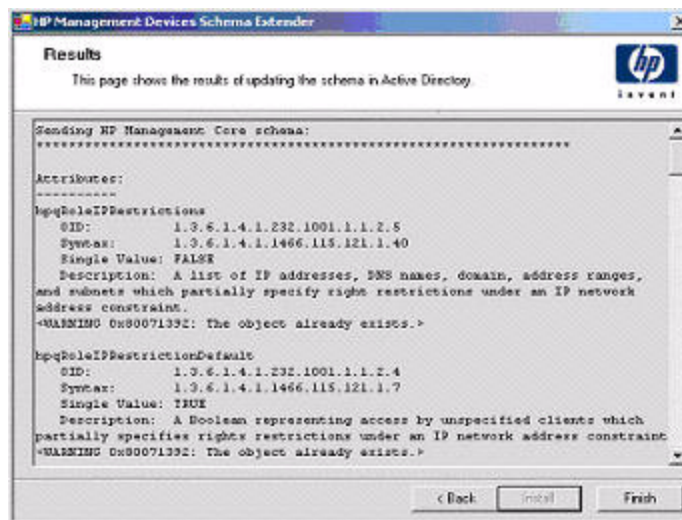 HP Management Devices Schema Extender
Results
This page shows the results of updating the schema in Active Directory.
hp
invent
Sending HP Management Core schema:
**********************************************************************
Attributes:
----------
hpqRoleIPRestrictions
OID: 1.3.6.1.4.1.232.1001.1.1.2.5
Syntax: 1.3.6.1.4.1.1466.115.121.1.40
Single Value: FALSE
Description: A list of IP addresses, DNS names, domain, address ranges,
and subnets which partially specify right restrictions under an IP network
address constraint.
<WARNING 0x80071392: The object already exists.>
hpqRoleIPRestrictionDefault
OID: 1.3.6.1.4.1.232.1001.1.1.2.4
Syntax: 1.3.6.1.4.1.1466.115.121.1.7
Single Value: TRUE
Description: A Boolean representing access by unspecified clients which
partially specifies rights restrictions under an IP network address constraint
<WARNING 0x80071392: The object already exists.>
< Back
Install
Finish